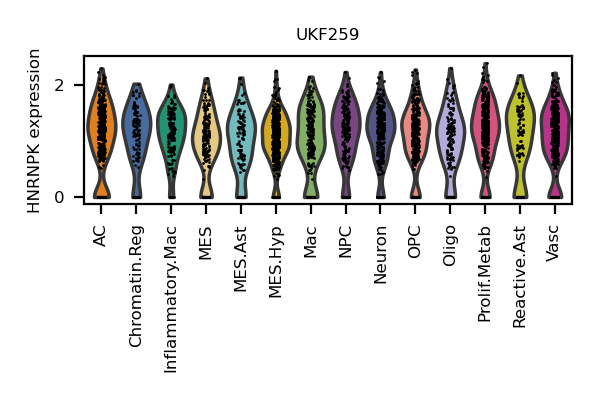 UKF259
HNRNPK expression
2
0
AC
Chromatin.Reg
Inflammatory.Mac
MES
MES.Ast
MES.Hyp
Mac
NPC
Neuron
OPC
Oligo
Prolif.Metab
Reactive.Ast
Vasc